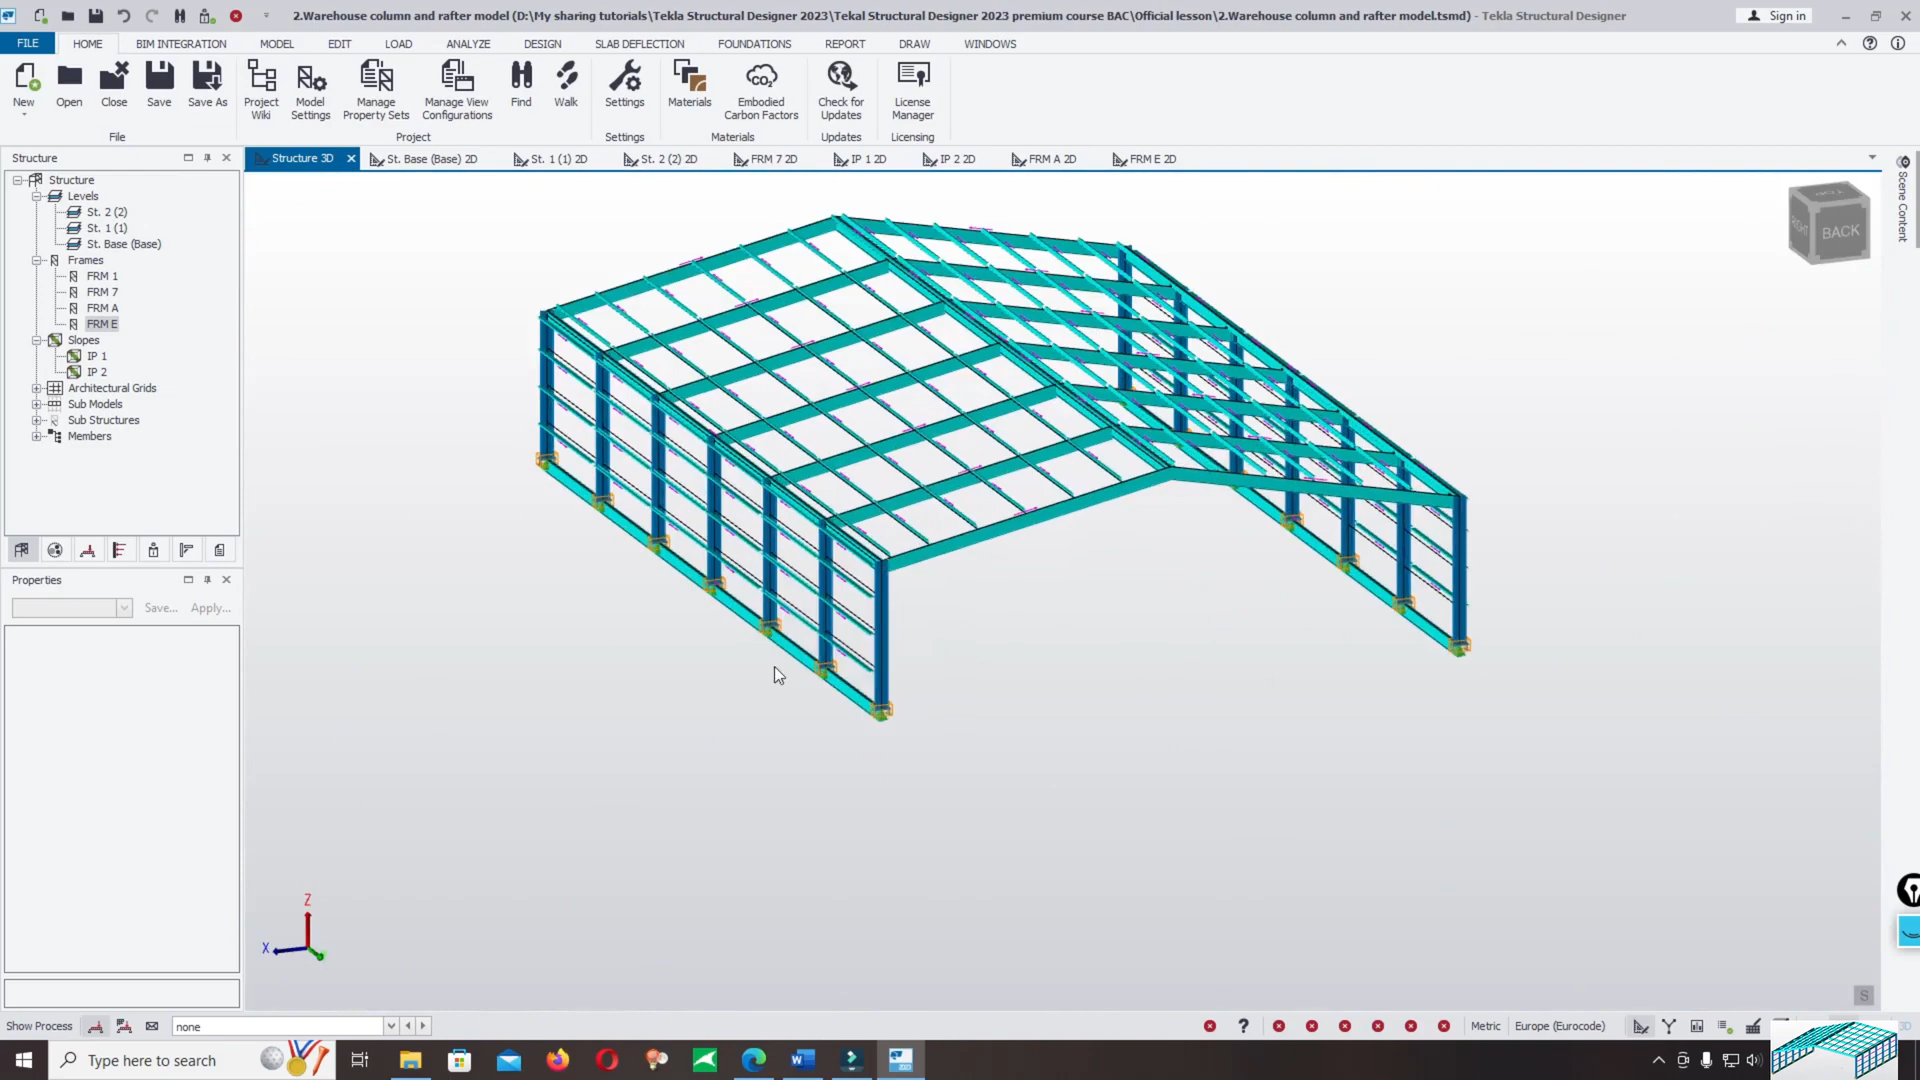 2.Warehouse column and rafter model (D:\My sharing tutorials\Tekla Structural Designer 2023\Tekal Structural Designer 2023 premium course BAC\Official lesson\2.Warehouse column and rafter model.tsmd) - Tekla Structural Designer
Sign in
FILE HOME BIM INTEGRATION MODEL EDIT LOAD ANALYZE DESIGN SLAB DEFLECTION FOUNDATIONS REPORT DRAW WINDOWS
New Open Close Save Save As Project Wiki Model Settings Manage Property Sets Manage View Configurations Find Walk Settings Materials Embodied Carbon Factors Check for Updates License Manager
CO2
File Project Settings Materials Updates Licensing
Structure
Structure 3D St. Base (Base) 2D St. 1 (1) 2D St. 2 (2) 2D FRM 7 2D IP 1 2D IP 2 2D FRM A 2D FRM E 2D
Scene Content
Structure
Levels
St. 2 (2)
St. 1 (1)
St. Base (Base)
Frames
FRM 1
FRM 7
FRM A
FRM E
Slopes
IP 1
IP 2
Architectural Grids
Sub Models
Sub Structures
Members
TOP
RIGHT
BACK
Properties
Save... Apply...
Z
X
S
Show Process none Metric Europe (Eurocode)
Type here to search